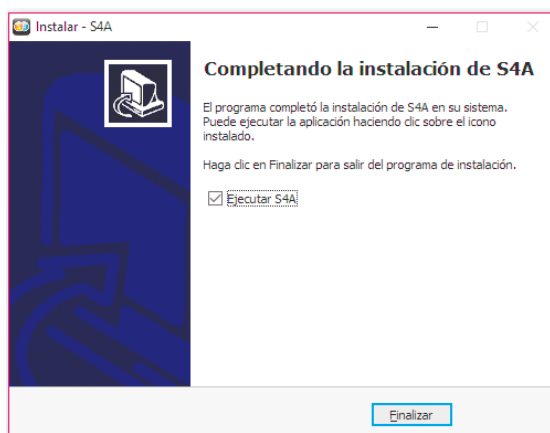 Instalar - S4A
Completando la instalación de S4A
El programa completó la instalación de S4A en su sistema.
Puede ejecutar la aplicación haciendo clic sobre el icono
instalado.
Haga clic en Finalizar para salir del programa de instalación.
Ejecutar S4A
Finalizar